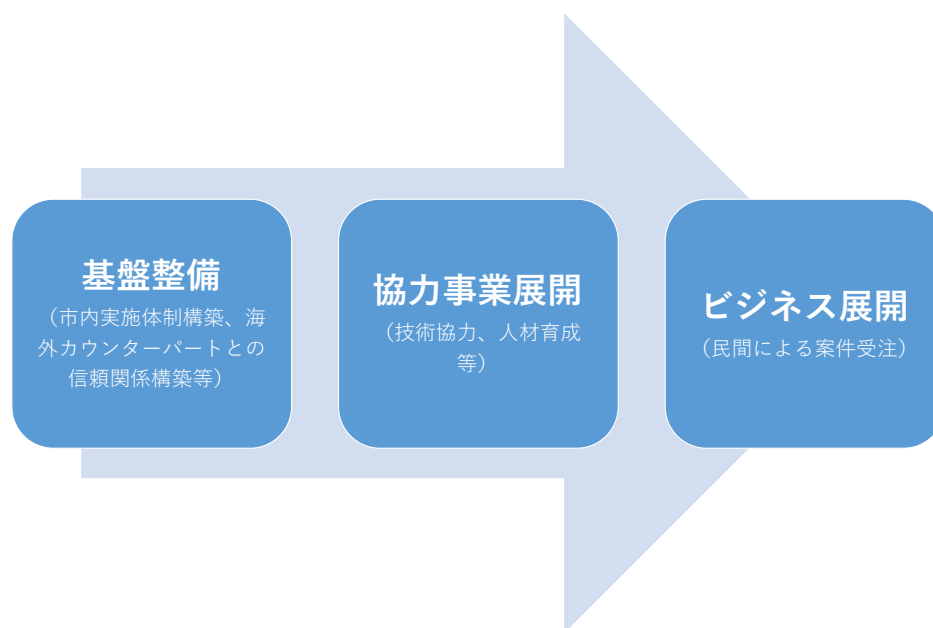 基盤整備
（市内実施体制構築、海
外カウンターパートとの
信頼関係構築等）
協力事業展開
（技術協力、人材育成
等）
ビジネス展開
（民間による案件受注）